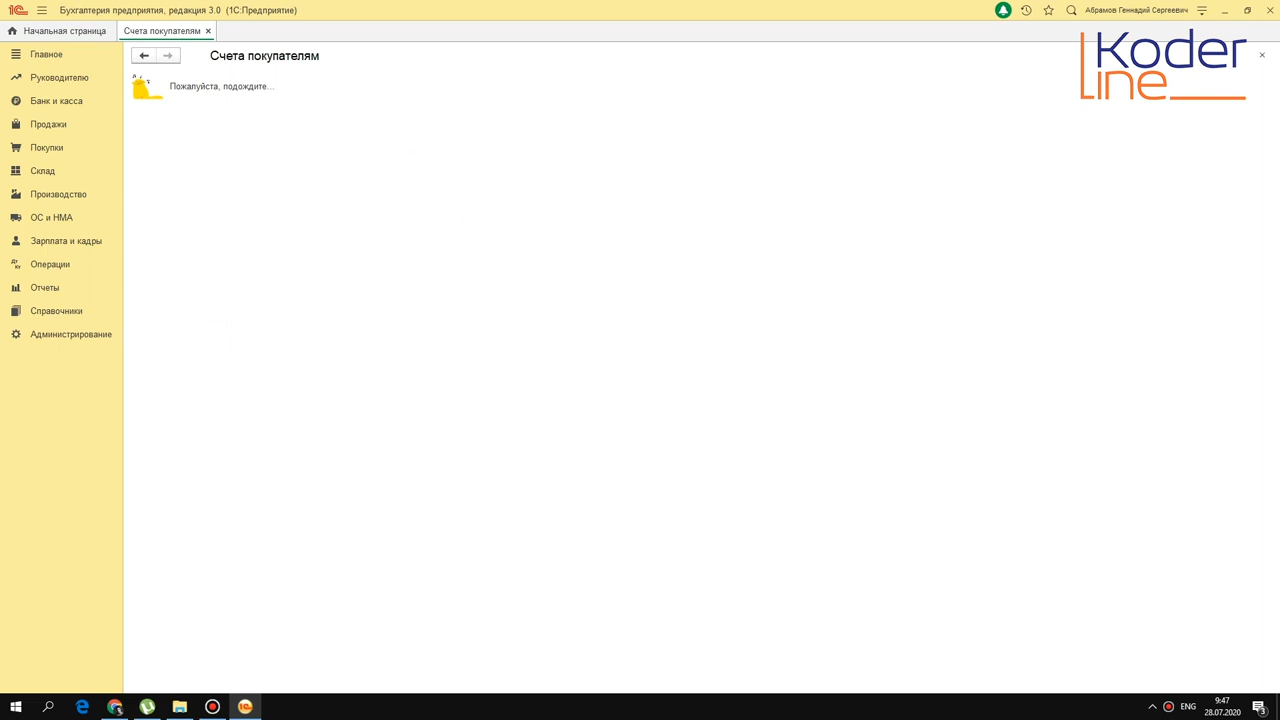 Бухгалтерия предприятия, редакция 3.0 (1С:Предприятие)
Абрамов Геннадий Сергеевич
Начальная страница
Счета покупателям
Koder
line
Главное
Руководителю
Банк и касса
Продажи
Покупки
Склад
Производство
ОС и НМА
Зарплата и кадры
Операции
Отчеты
Справочники
Администрирование
Счета покупателям
Пожалуйста, подождите...
ENG
9:47
28.07.2020
3